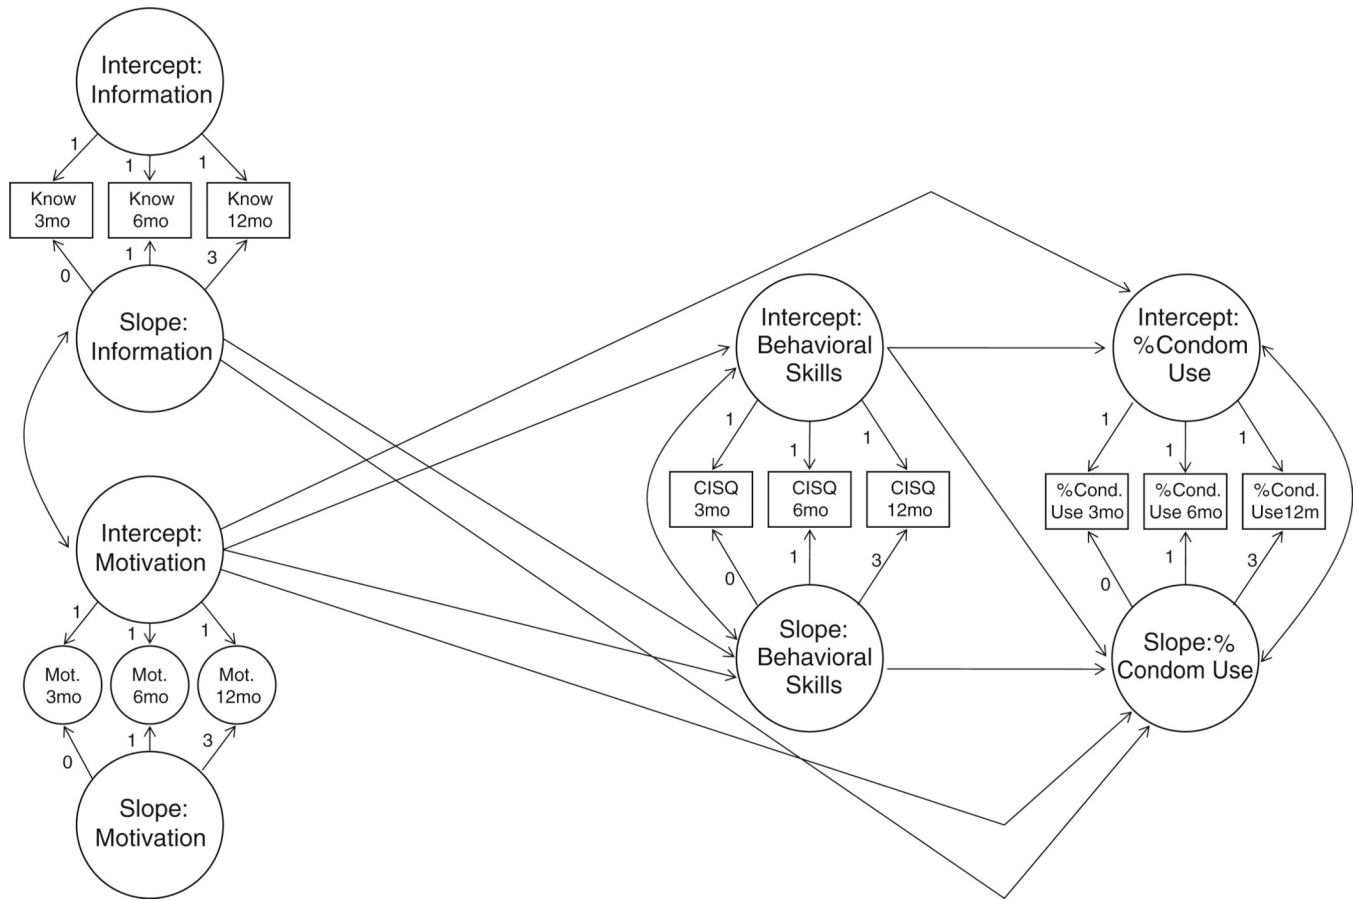 Intercept:
Information
1
1
1
Know
3mo
Know
6mo
Know
12mo
0
1
3
Slope:
Information
Intercept:
Motivation
1
1
1
Mot.
3mo
Mot.
6mo
Mot.
12mo
0
1
3
Slope:
Motivation
Intercept:
Behavioral
Skills
1
1
1
CISQ
3mo
CISQ
6mo
CISQ
12mo
0
1
3
Slope:
Behavioral
Skills
Intercept:
%Condom
Use
1
1
1
%Cond.
Use 3mo
%Cond.
Use 6mo
%Cond.
Use12m
0
1
3
Slope:%
Condom Use